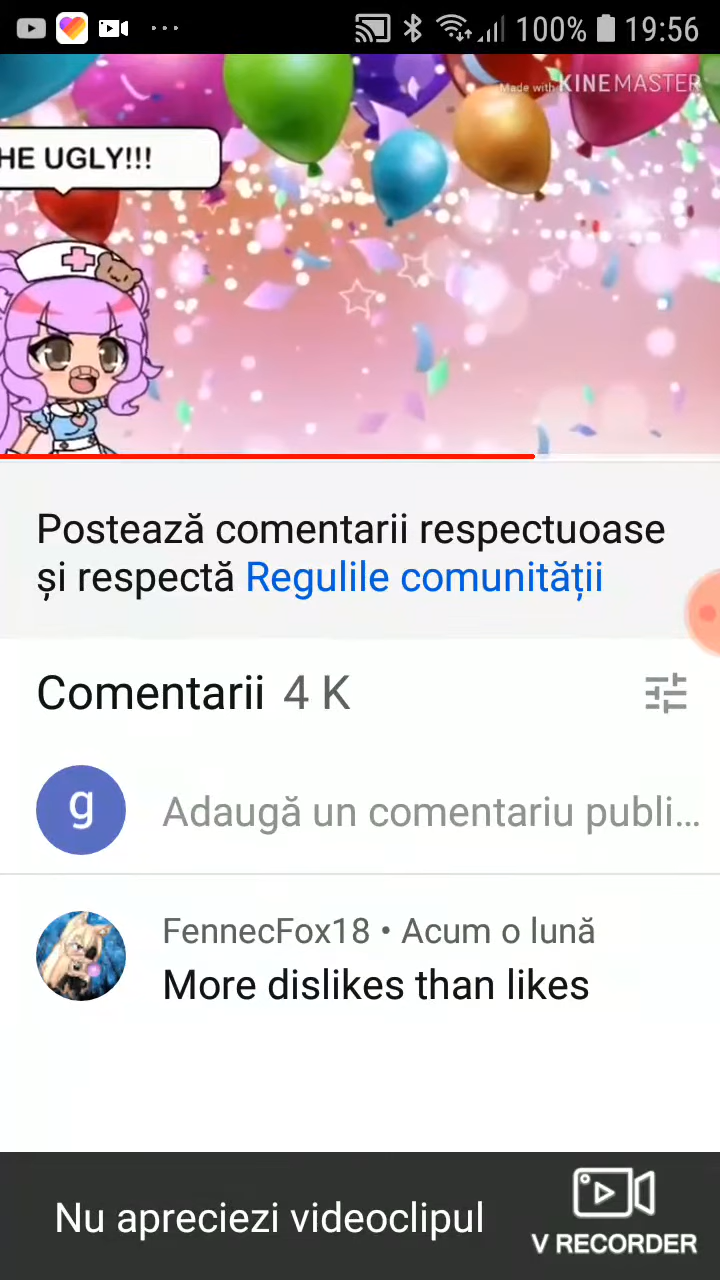 100% 19:56
Made with KINEMASTER
HE UGLY!!!
Postează comentarii respectuoase
și respectă Regulile comunității
Comentarii 4 K
g
Adaugă un comentariu publi...
FennecFox18 • Acum o lună
More dislikes than likes
Nu apreciezi videoclipul
V RECORDER